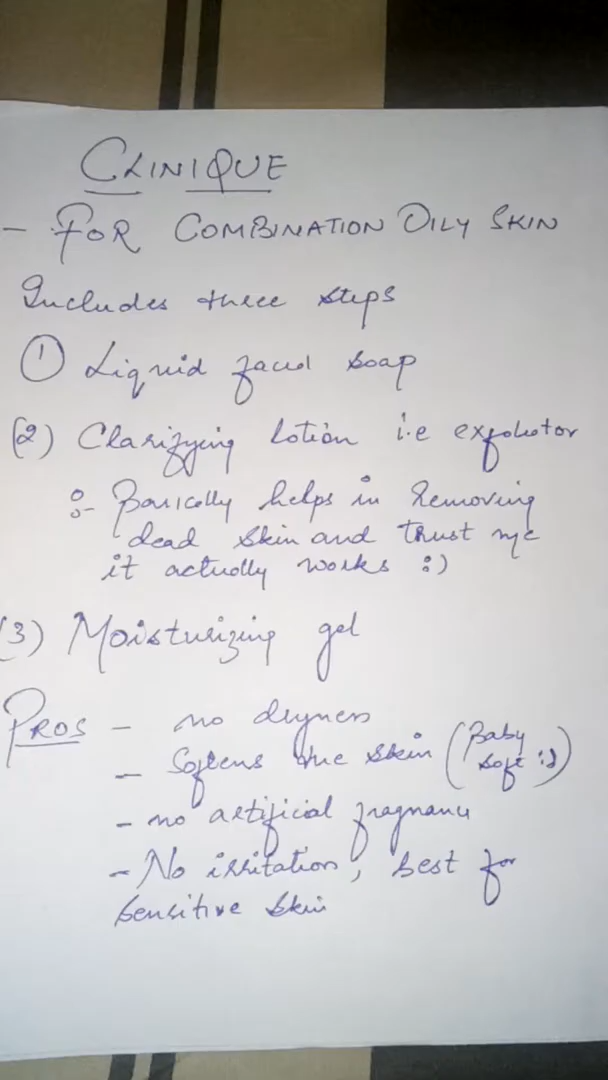 CLINIQUE
- FOR COMBINATION OILY SKIN
Includes three steps
① Liquid facial soap
(2) Clarifying lotion i.e exfoliator
:- Basically helps in removing
dead skin and trust me
it actually works :)
(3) Moisturizing gel
PROS - no dryness
- Softens the skin (Baby
soft :))
- no artificial fragnance
- No irritation, best for
sensitive skin